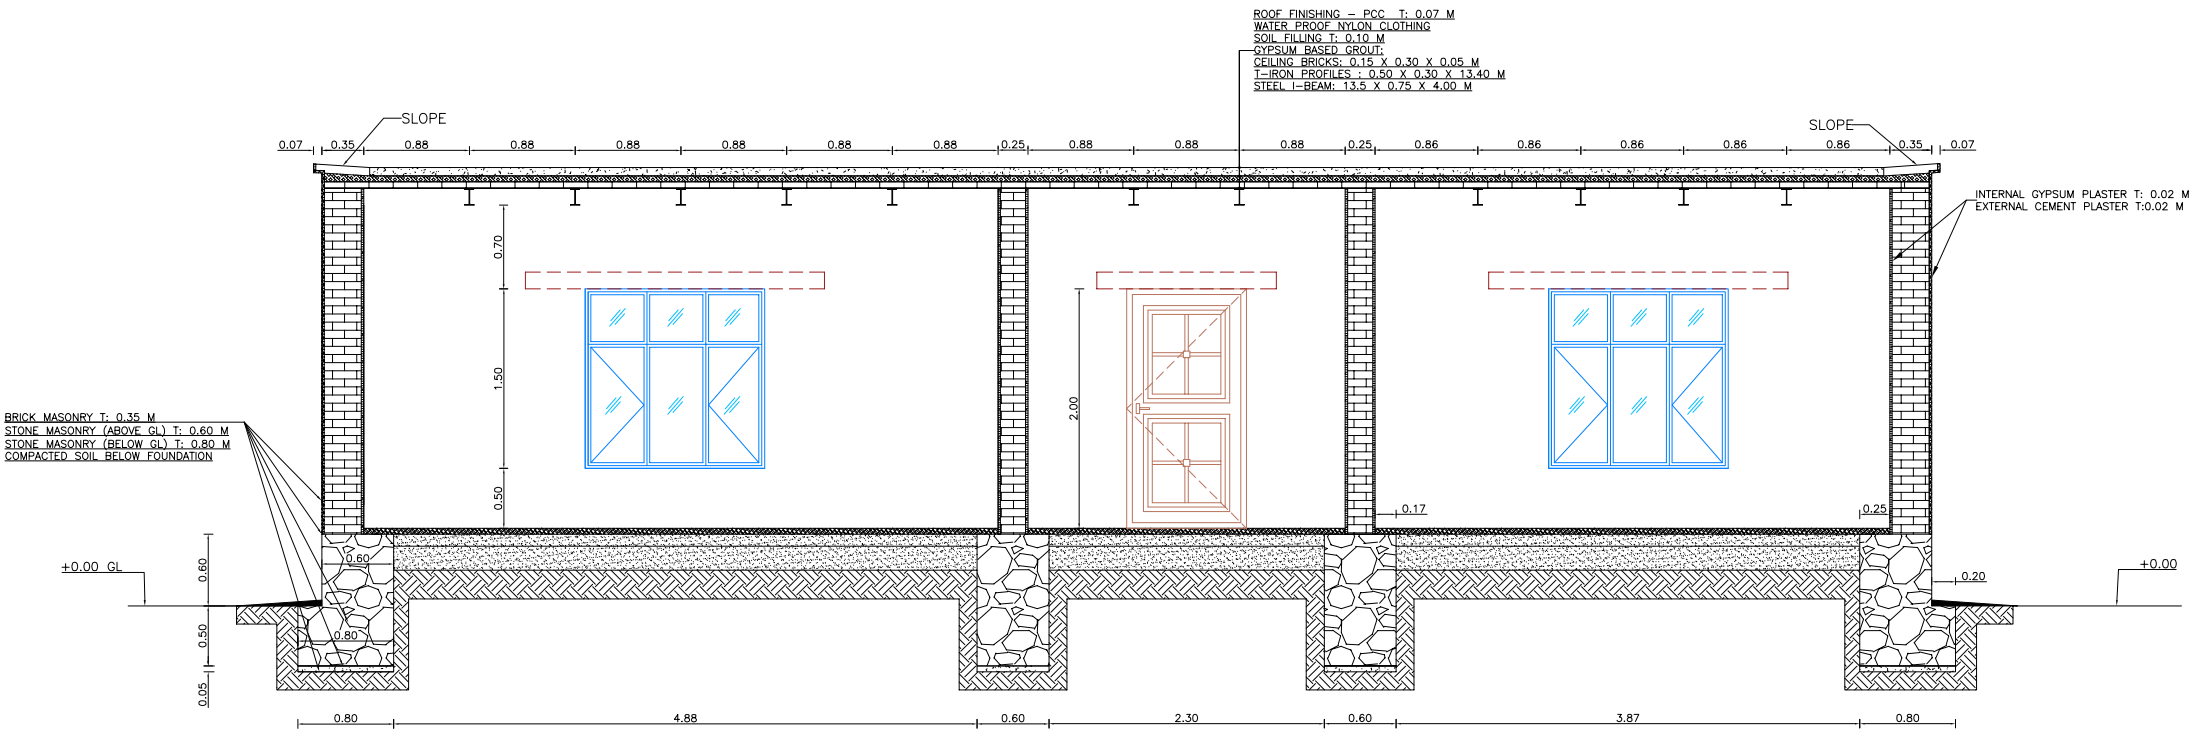 ROOF FINISHING - PCC T: 0.07 M
WATER PROOF NYLON CLOTHING
SOIL FILLING T: 0.10 M
GYPSUM BASED GROUT:
CEILING BRICKS: 0.15 X 0.30 X 0.05 M
T-IRON PROFILES : 0.50 X 0.30 X 13.40 M
STEEL I-BEAM: 13.5 X 0.75 X 4.00 M
SLOPE
SLOPE
0.07 0.35 0.88 0.88 0.88 0.88 0.88 0.88 0.25 0.88 0.88 0.88 0.25 0.86 0.86 0.86 0.86 0.86 0.35 0.07
INTERNAL GYPSUM PLASTER T: 0.02 M
EXTERNAL CEMENT PLASTER T:0.02 M
0.70
1.50
2.00
BRICK MASONRY T: 0.35 M
STONE MASONRY (ABOVE GL) T: 0.60 M
STONE MASONRY (BELOW GL) T: 0.80 M
COMPACTED SOIL BELOW FOUNDATION
0.50
0.17
0.25
0.60
0.60
+0.00 GL
+0.00
0.20
0.50
0.80
0.05
0.80 4.88 0.60 2.30 0.60 3.87 0.80